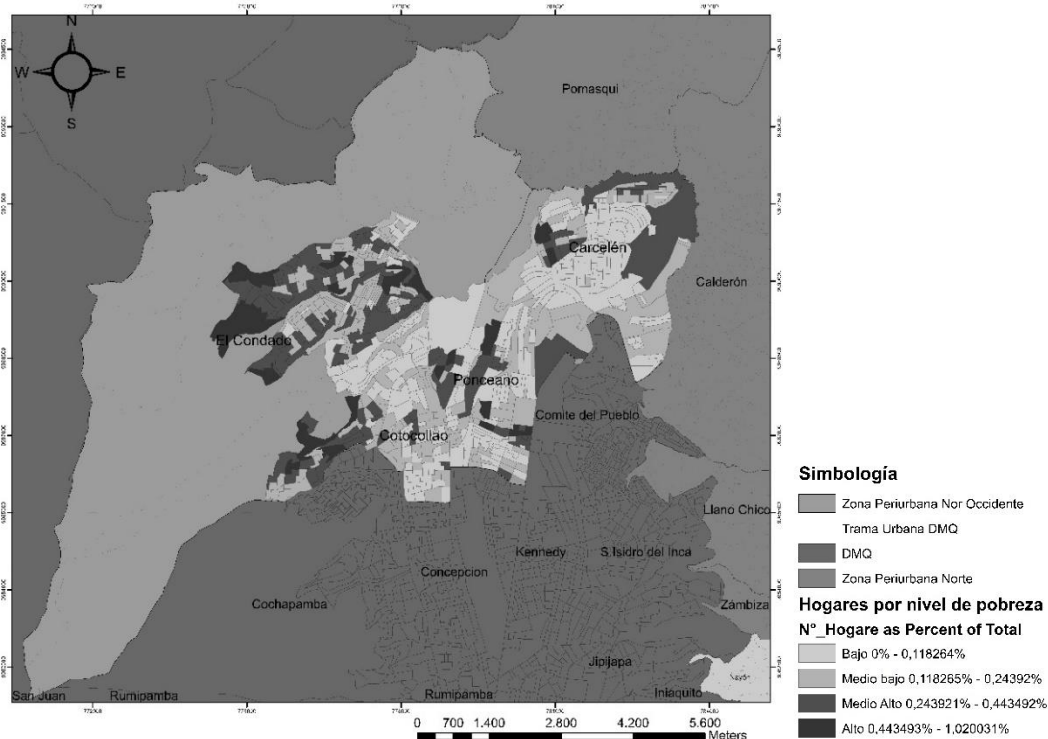 N
W E
S
Pomasqui
Carcelén
Calderón
El Condado
Ponceano
Comite del Pueblo
Cotocollao
Llano Chico
Kennedy
S.Isidro del Inca
Concepcion
Cochapamba
Zámbiza
Jipijapa
San Juan
Rumipamba
Rumipamba
Iniaquito
0 700 1.400 2.800 4.200 5.600
Meters
Simbología
Zona Periurbana Nor Occidente
Trama Urbana DMQ
DMQ
Zona Periurbana Norte
Hogares por nivel de pobreza
N°_Hogare as Percent of Total
Bajo 0% - 0,118264%
Medio bajo 0,118265% - 0,24392%
Medio Alto 0,243921% - 0,443492%
Alto 0,443493% - 1,020031%